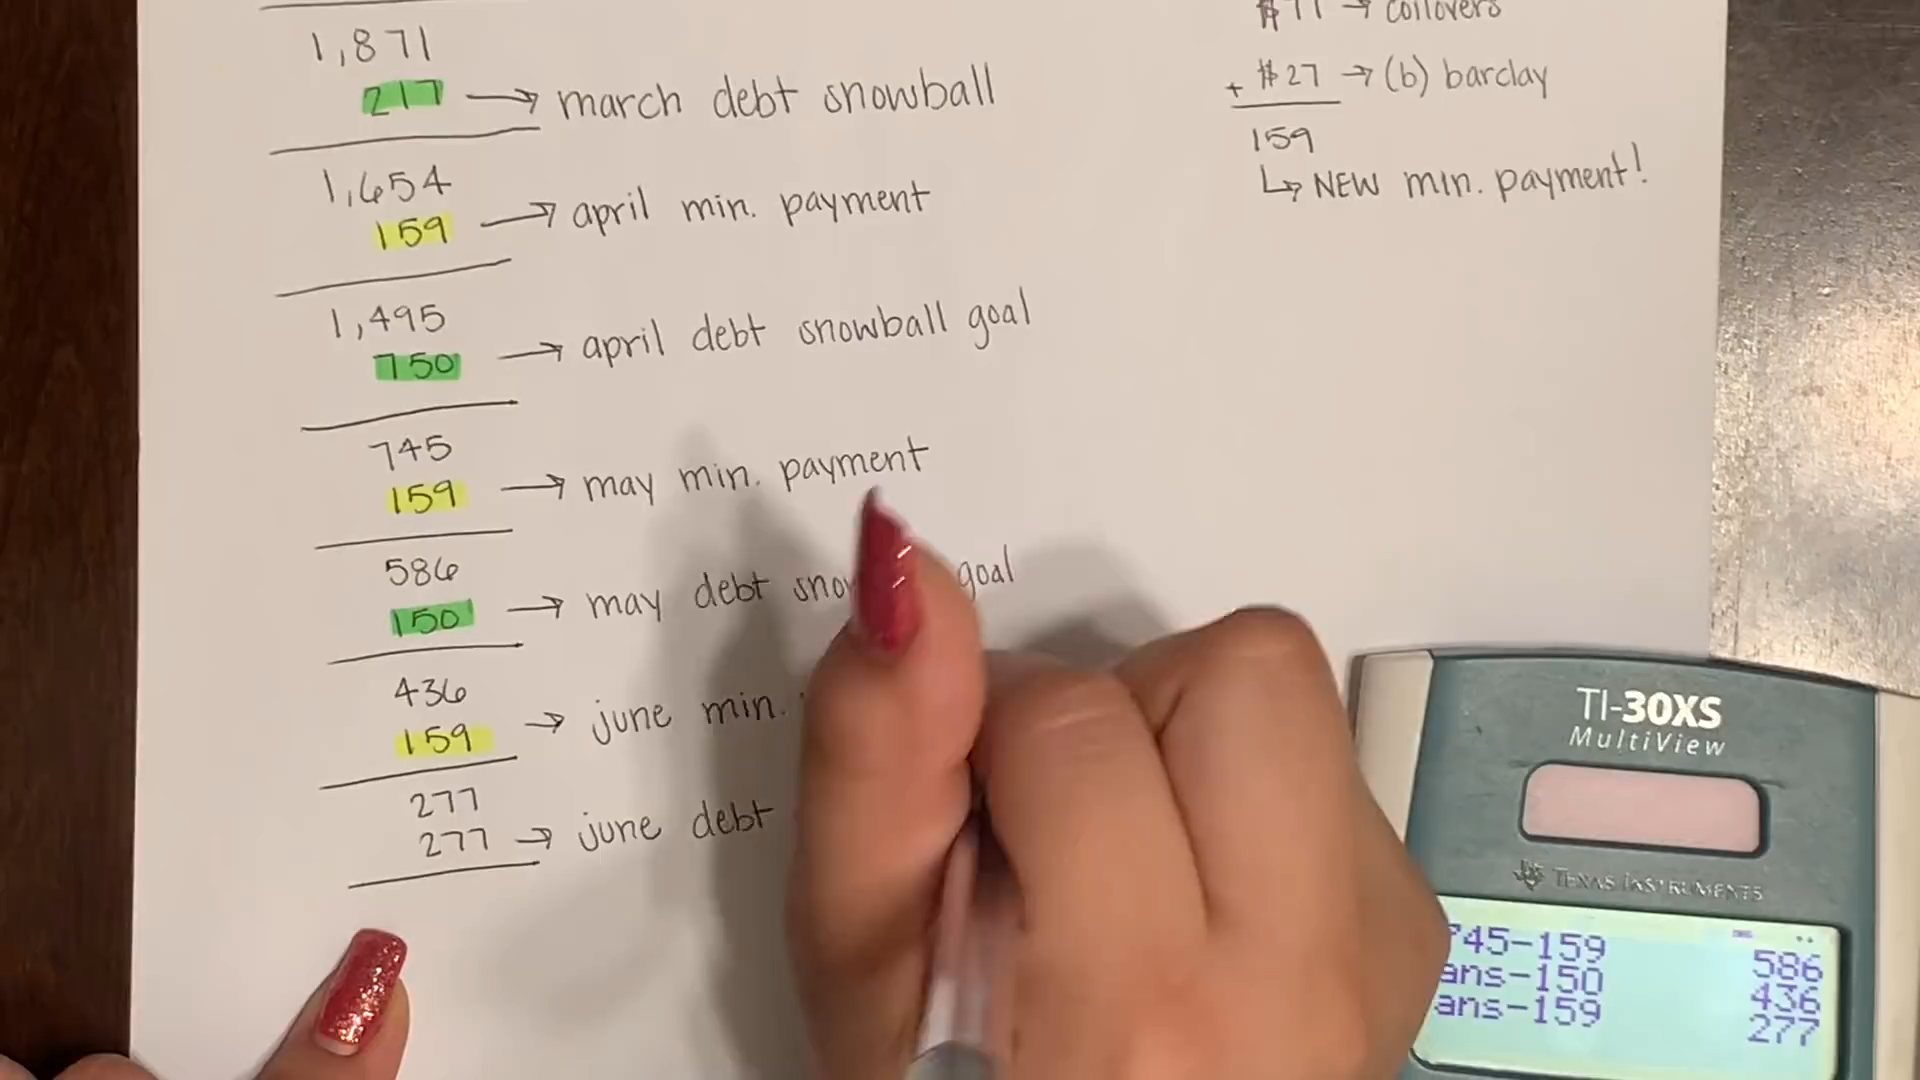 1,871
217 → march debt snowball
1,654
159 → april min. payment
1,495
750 → april debt snowball goal
745
159 → may min. payment
586
150 → may debt goal
436
159 → june min.
277
277 → june debt
→ coilovers
+ $27 → (b) barclay
159
↳ NEW min. payment!
TI-30XS
MultiView
TEXAS INSTRUMENTS
745-159 586
ans-150 436
ans-159 277